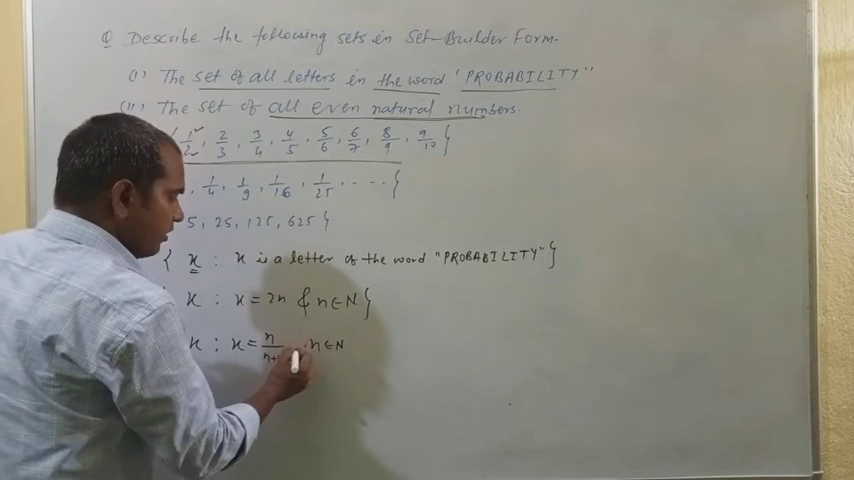 Q Describe the following sets in Set-Builder Form-
(i) The set of all letters in the word "PROBABILITY"
(ii) The set of all even natural numbers.
{ 1/2, 2/3, 3/4, 4/5, 5/6, 6/7, 8/9, 9/10 }
, 1/4, 1/9, 1/16, 1/25, ---- }
5, 25, 125, 625 }
{ x : x is a letter of the word "PROBABILITY" }
x : x = 2n & n ∈ N }
x : x = n/n+ , n ∈ N